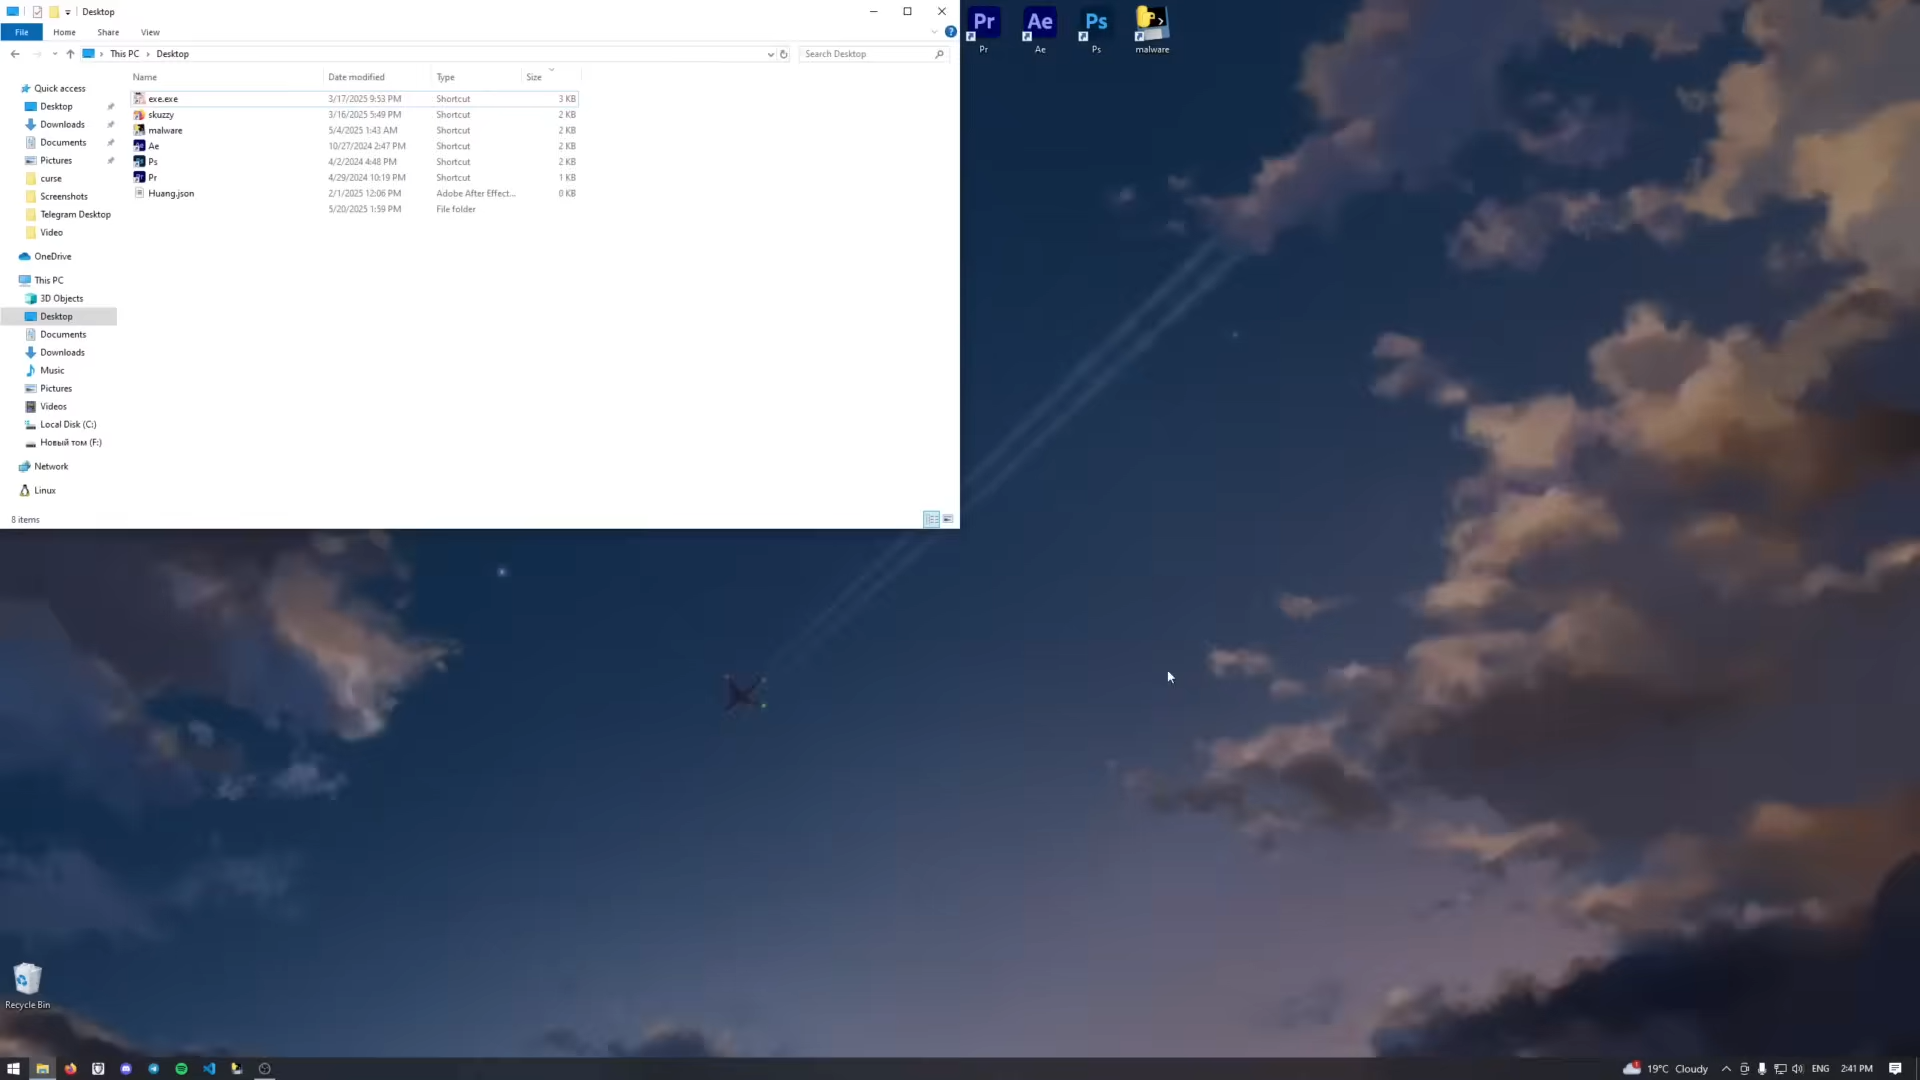 Desktop
File Home Share View
This PC Desktop Search Desktop
Name Date modified Type Size
exe.exe 3/17/2025 9:53 PM Shortcut 3 KB
skuzzy 3/16/2025 5:49 PM Shortcut 2 KB
malware 5/4/2025 1:43 AM Shortcut 2 KB
Ae 10/27/2024 2:47 PM Shortcut 2 KB
Ps 4/2/2024 4:48 PM Shortcut 2 KB
Pr 4/29/2024 10:19 PM Shortcut 1 KB
Huang.json 2/1/2025 12:06 PM Adobe After Effect... 0 KB
5/20/2025 1:59 PM File folder
Quick access
Desktop
Downloads
Documents
Pictures
curse
Screenshots
Telegram Desktop
Video
OneDrive
This PC
3D Objects
Desktop
Documents
Downloads
Music
Pictures
Videos
Local Disk (C:)
Новый том (F:)
Network
Linux
8 items
Pr Ae Ps
Pr Ae Ps malware
Recycle Bin
19°C Cloudy ENG 2:41 PM